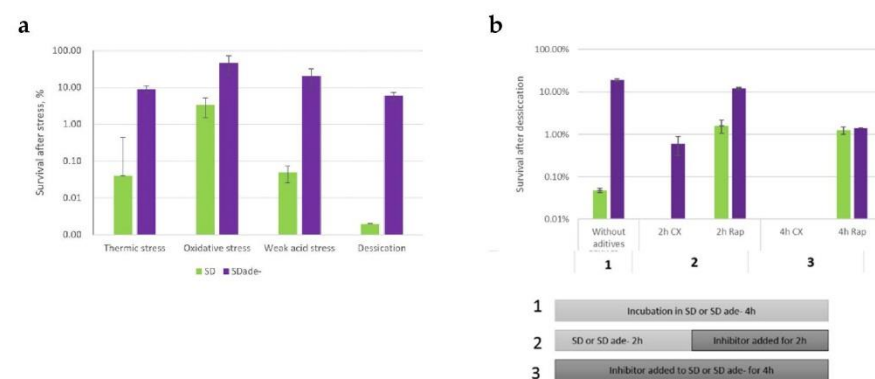 a
Survival after stress, %
100.00
10.00
1.00
0.10
0.01
0.00
Thermic stress
Oxidative stress
Weak acid stress
Dessication
SD
SDade-
b
Survival after dessiccation
100.00%
10.00%
1.00%
0.10%
0.01%
Without
aditives
2h CX
2h Rap
4h CX
4h Rap
1
2
3
1
Incubation in SD or SD ade- 4h
2
SD or SD ade- 2h
Inhibitor added for 2h
3
Inhibitor added to SD or SD ade- for 4h